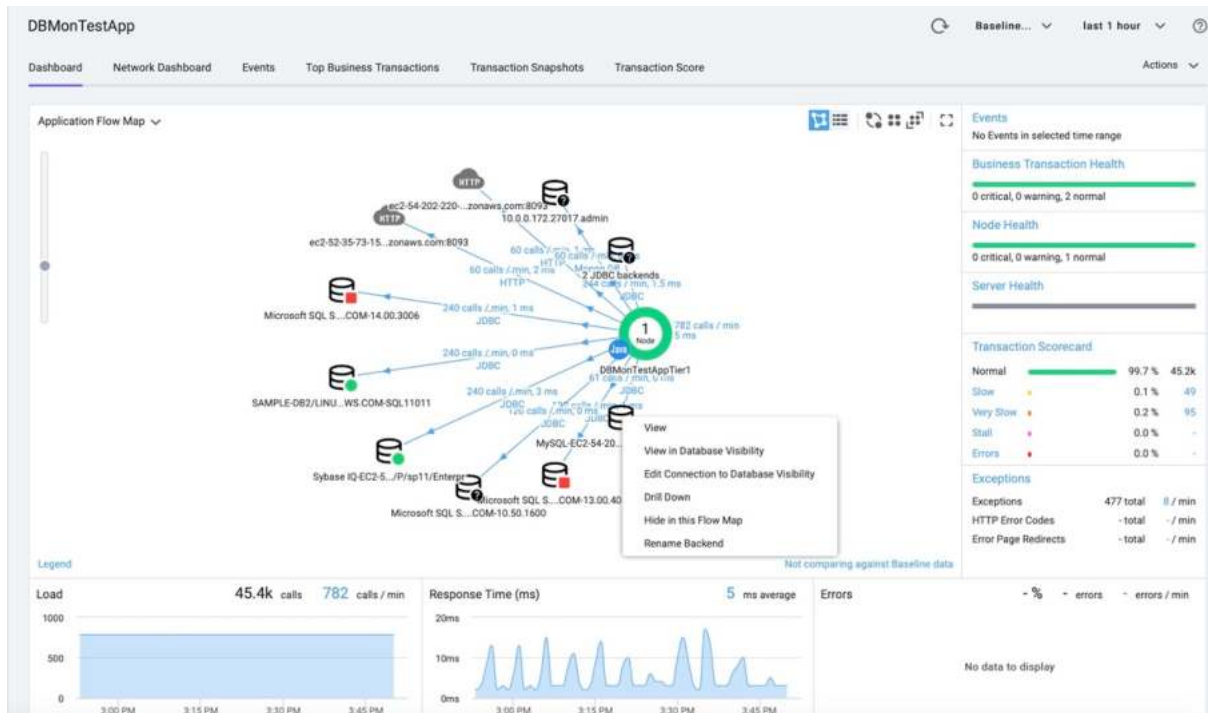 DBMonTestApp
Baseline... last 1 hour
Dashboard Network Dashboard Events Top Business Transactions Transaction Snapshots Transaction Score
Actions
Application Flow Map
HTTP
ec2-54-202-220-...zonaws.com:8093
10.0.0.172.27017.admin
HTTP
ec2-52-35-73-15...zonaws.com:8093
60 calls / min, 2 ms
HTTP
2 JDBC backends
244 calls / min, 1.5 ms
JDBC
Microsoft SQL S....COM-14.00.3006
240 calls / min, 1 ms
JDBC
782 calls / min
5 ms
1
Node
Java
DBMonTestAppTier1
240 calls / min, 0 ms
JDBC
SAMPLE-DB2/LINU...WS.COM-SQL11011
240 calls / min, 3 ms
JDBC
JDBC
MySQL-EC2-54-20...
Sybase IQ-EC2-5.../P/sp11/Enterpr
Microsoft SQL S....COM-13.00.40
Microsoft SQL S....COM-10.50.1600
View
View in Database Visibility
Edit Connection to Database Visibility
Drill Down
Hide in this Flow Map
Rename Backend
Legend
Not comparing against Baseline data
Events
No Events in selected time range
Business Transaction Health
0 critical, 0 warning, 2 normal
Node Health
0 critical, 0 warning, 1 normal
Server Health
Transaction Scorecard
Normal 99.7 % 45.2k
Slow 0.1 % 49
Very Slow 0.2 % 95
Stall 0.0 % -
Errors 0.0 % -
Exceptions
Exceptions 477 total 8 / min
HTTP Error Codes - total - / min
Error Page Redirects - total - / min
Load 45.4k calls 782 calls / min
1000
500
0
3:00 PM 3:15 PM 3:30 PM 3:45 PM
Response Time (ms) 5 ms average
20ms
10ms
0ms
3:00 PM 3:15 PM 3:30 PM 3:45 PM
Errors - % - errors - errors / min
No data to display